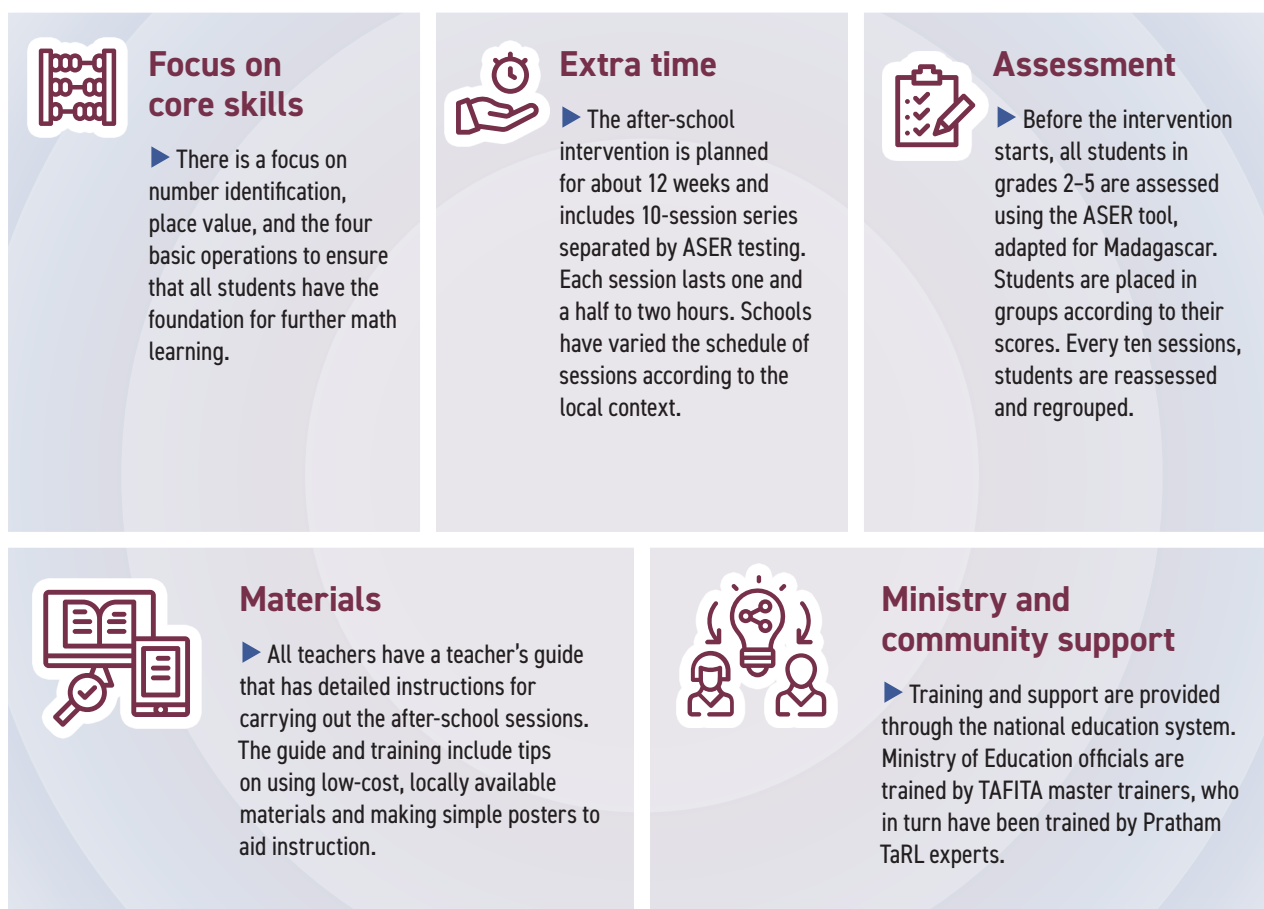 Focus on
core skills
▶ There is a focus on
number identification,
place value, and the four
basic operations to ensure
that all students have the
foundation for further math
learning.
Extra time
▶ The after-school
intervention is planned
for about 12 weeks and
includes 10-session series
separated by ASER testing.
Each session lasts one and
a half to two hours. Schools
have varied the schedule of
sessions according to the
local context.
Assessment
▶ Before the intervention
starts, all students in
grades 2–5 are assessed
using the ASER tool,
adapted for Madagascar.
Students are placed in
groups according to their
scores. Every ten sessions,
students are reassessed
and regrouped.
Materials
▶ All teachers have a teacher's guide
that has detailed instructions for
carrying out the after-school sessions.
The guide and training include tips
on using low-cost, locally available
materials and making simple posters to
aid instruction.
Ministry and
community support
▶ Training and support are provided
through the national education system.
Ministry of Education officials are
trained by TAFITA master trainers, who
in turn have been trained by Pratham
TaRL experts.